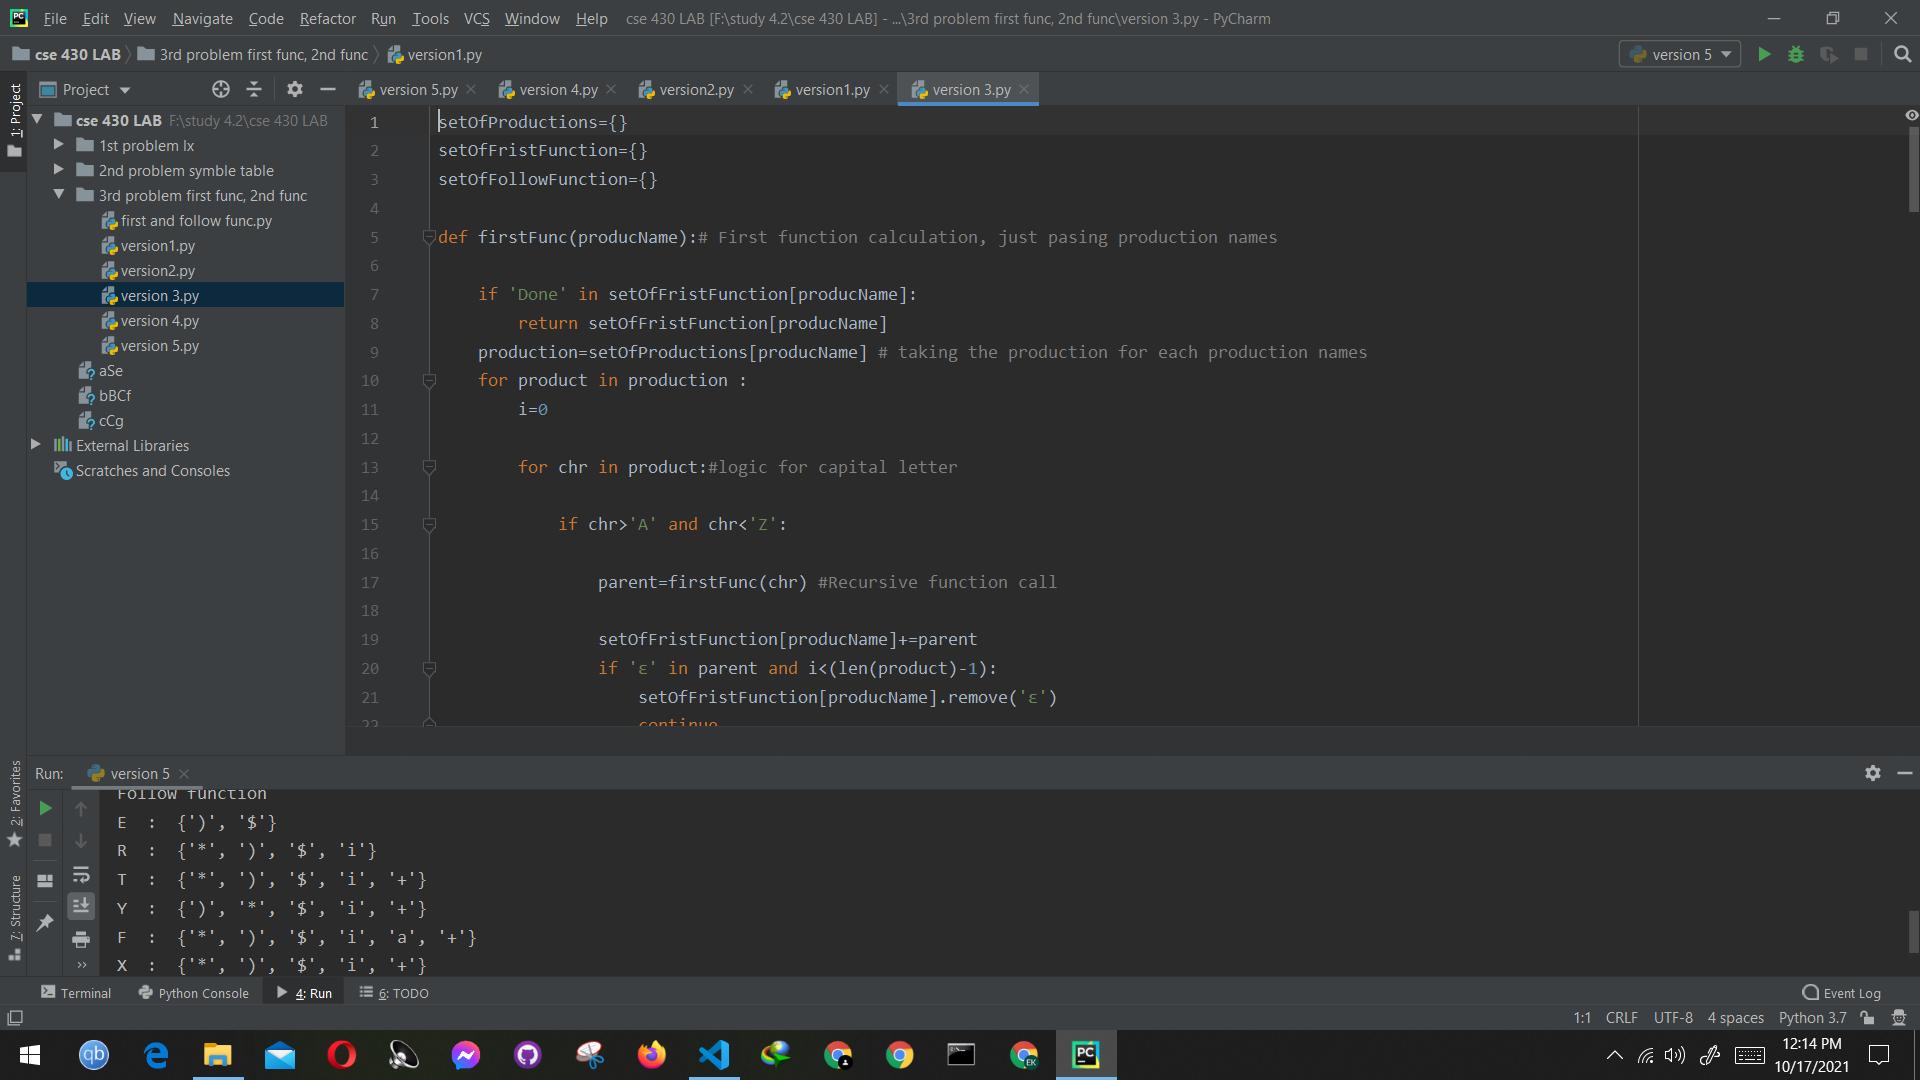 File Edit View Navigate Code Refactor Run Tools VCS Window Help cse 430 LAB [F:\study 4.2\cse 430 LAB] - ...\3rd problem first func, 2nd func\version 3.py - PyCharm
cse 430 LAB 3rd problem first func, 2nd func version1.py version 5
Project version 5.py version 4.py version2.py version1.py version 3.py
1: Project
cse 430 LAB F:\study 4.2\cse 430 LAB
1st problem lx
2nd problem symble table
3rd problem first func, 2nd func
first and follow func.py
version1.py
version2.py
version 3.py
version 4.py
version 5.py
aSe
bBCf
cCg
External Libraries
Scratches and Consoles
1 setOfProductions={}
2 setOfFristFunction={}
3 setOfFollowFunction={}
4
5 def firstFunc(producName):# First function calculation, just pasing production names
6
7 if 'Done' in setOfFristFunction[producName]:
8 return setOfFristFunction[producName]
9 production=setOfProductions[producName] # taking the production for each production names
10 for product in production :
11 i=0
12
13 for chr in product:#logic for capital letter
14
15 if chr>'A' and chr<'Z':
16
17 parent=firstFunc(chr) #Recursive function call
18
19 setOfFristFunction[producName]+=parent
20 if 'ε' in parent and i<(len(product)-1):
21 setOfFristFunction[producName].remove('ε')
22 continue
2: Favorites
7: Structure
Run: version 5
Follow function
E : {')', '$'}
R : {'*', ')', '$', 'i'}
T : {'*', ')', '$', 'i', '+'}
Y : {')', '*', '$', 'i', '+'}
F : {'*', ')', '$', 'i', 'a', '+'}
X : {'*', ')', '$', 'i', '+'}
Terminal Python Console 4: Run 6: TODO Event Log
1:1 CRLF UTF-8 4 spaces Python 3.7
qb EK PC
12:14 PM
10/17/2021